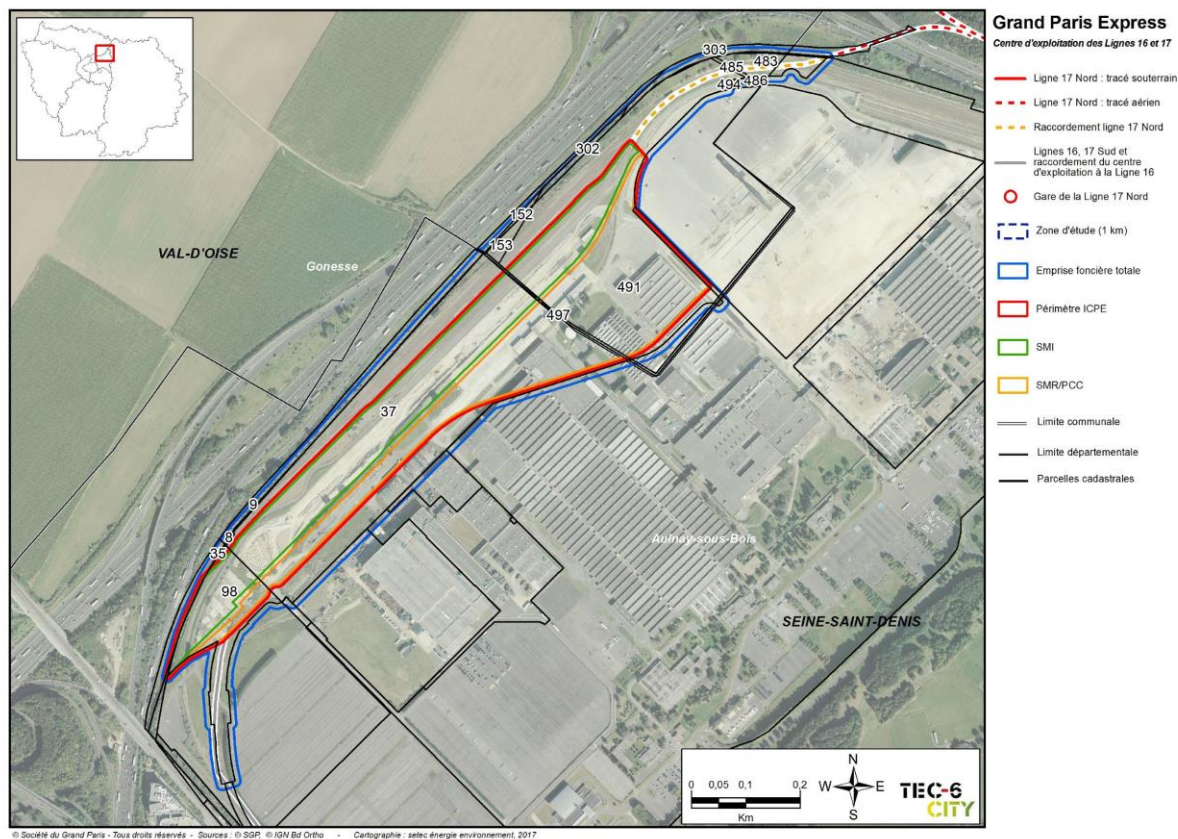 Grand Paris Express
Centre d'exploitation des Lignes 16 et 17
Ligne 17 Nord : tracé souterrain
Ligne 17 Nord : tracé aérien
Raccordement ligne 17 Nord
Lignes 16, 17 Sud et
raccordement du centre
d'exploitation à la Ligne 16
Gare de la Ligne 17 Nord
Zone d'étude (1 km)
Emprise foncière totale
Périmètre ICPE
SMI
SMR/PCC
Limite communale
Limite départementale
Parcelles cadastrales
303
485 483
494 486
302
152
153
VAL-D'OISE
Gonesse
491
497
37
9
8
35
98
Aulnay-sous-Bois
SEINE-SAINT-DENIS
0 0,05 0,1 0,2
Km
N
W E
S
TEC-6
CITY
© Société du Grand Paris - Tous droits réservés - Sources : © SGP, © IGN Bd Ortho - Cartographie : setec énergie environnement, 2017